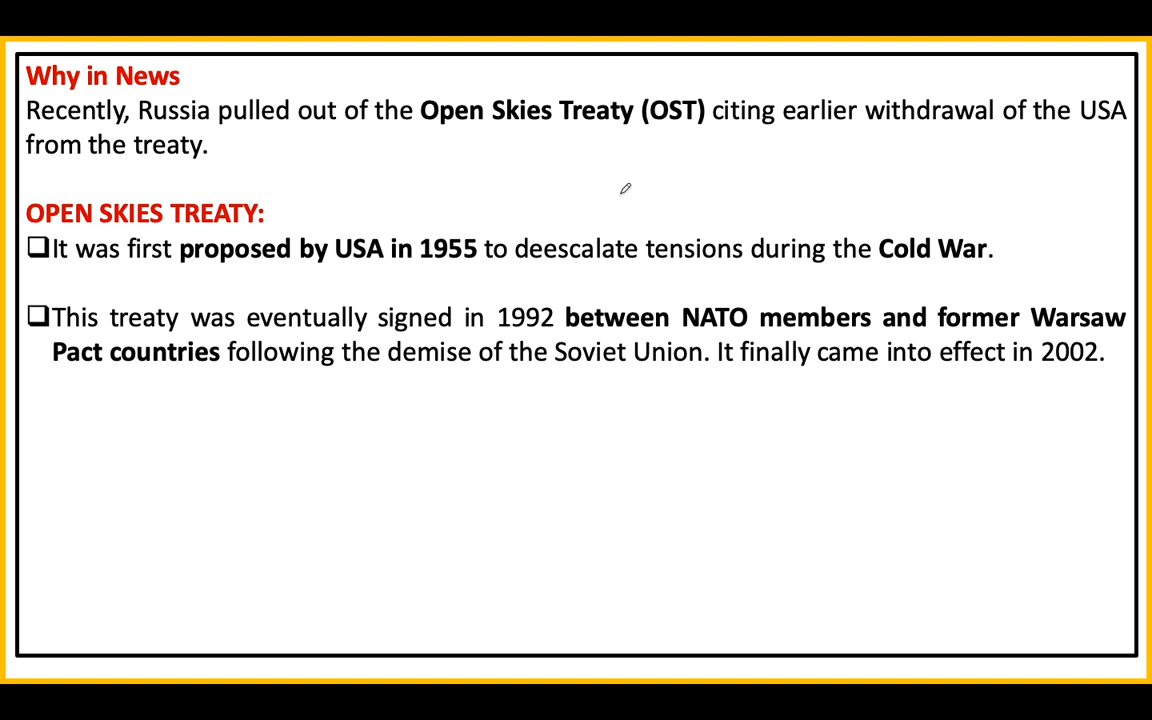 Why in News
Recently, Russia pulled out of the Open Skies Treaty (OST) citing earlier withdrawal of the USA
from the treaty.
OPEN SKIES TREATY:
❑It was first proposed by USA in 1955 to deescalate tensions during the Cold War.
❑This treaty was eventually signed in 1992 between NATO members and former Warsaw
Pact countries following the demise of the Soviet Union. It finally came into effect in 2002.